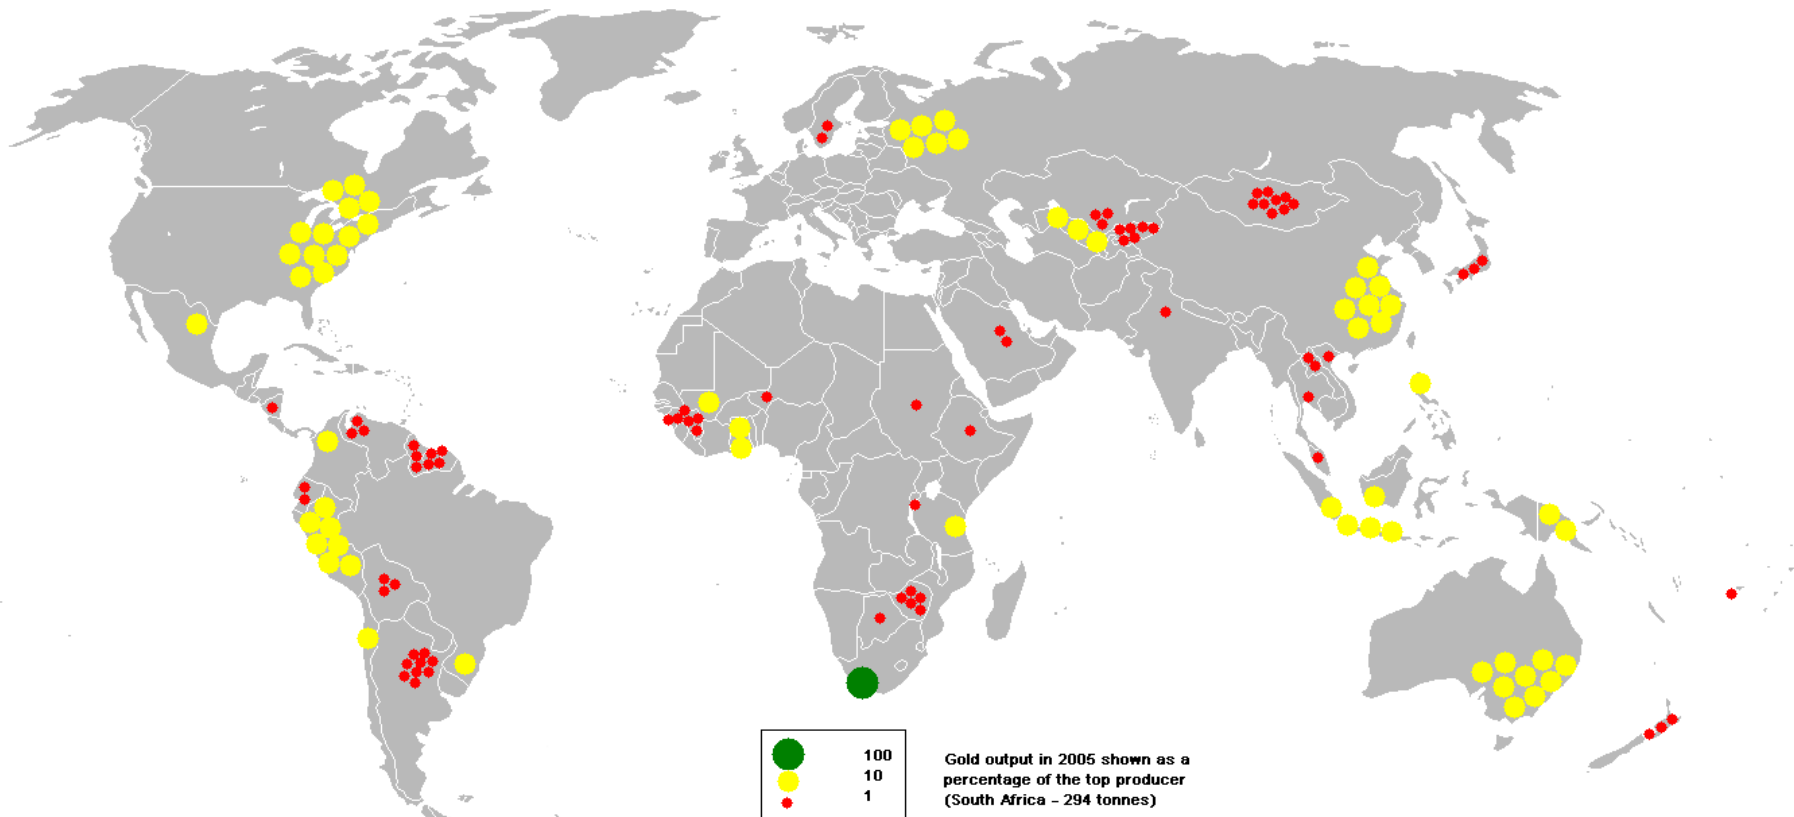 100
10
1
Gold output in 2005 shown as a
percentage of the top producer
(South Africa - 294 tonnes)